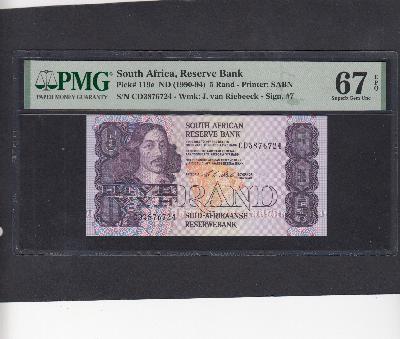 PMG
PAPER MONEY GUARANTY
South Africa, Reserve Bank
Pick# 119e ND (1990-94) 5 Rand - Printer: SABN
S/N CD3876724 - Wmk: J. van Riebeeck - Sign. #7
67 EPQ
Superb Gem Unc
SOUTH AFRICAN
RESERVE BANK
CD3876724
RAND
CD3876724
SUID-AFRIKAANSE
RESERWEBANK